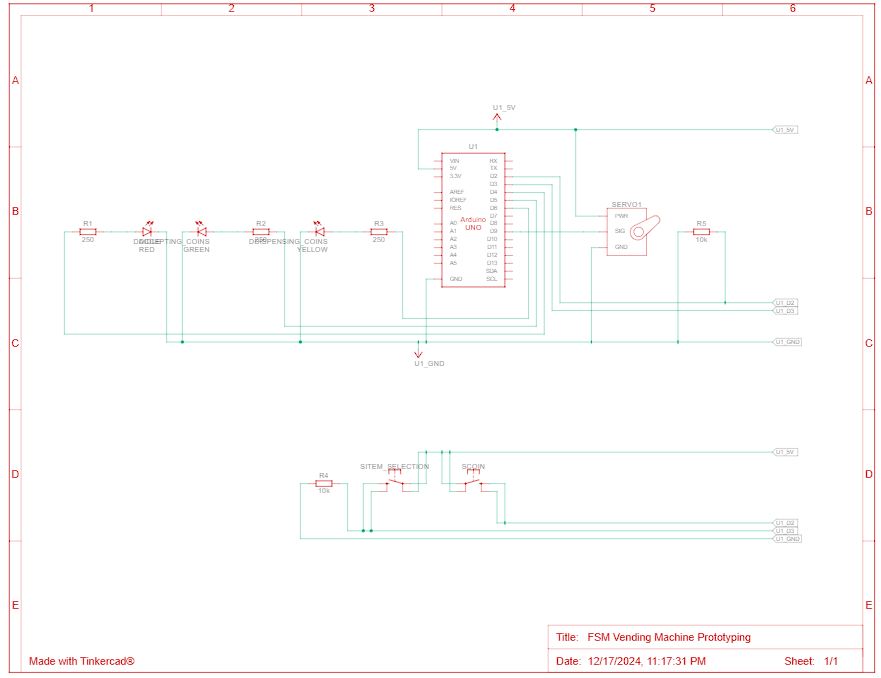 1 2 3 4 5 6
A A
U1_5V
U1_5V
U1
VIN RX
5V TX
3.3V D2
D3
AREF D4
IOREF D5
RES D6
D7
A0 D8
A1 D9
A2 D10
A3 D11
A4 D12
A5 D13
SDA
GND SCL
Arduino
UNO
B B
SERVO1
PWR
SIG
GND
R1 R2 R3 R5
250 250 250 10k
ACCEPTING_COINS DISPENSING_COINS
RED GREEN YELLOW
U1_D2
U1_D3
C U1_GND C
U1_GND
U1_5V
SITEM_SELECTION SCOIN
D D
R4
10k
U1_D2
U1_D3
U1_GND
E E
Title: FSM Vending Machine Prototyping
Made with Tinkercad® Date: 12/17/2024, 11:17:31 PM Sheet: 1/1